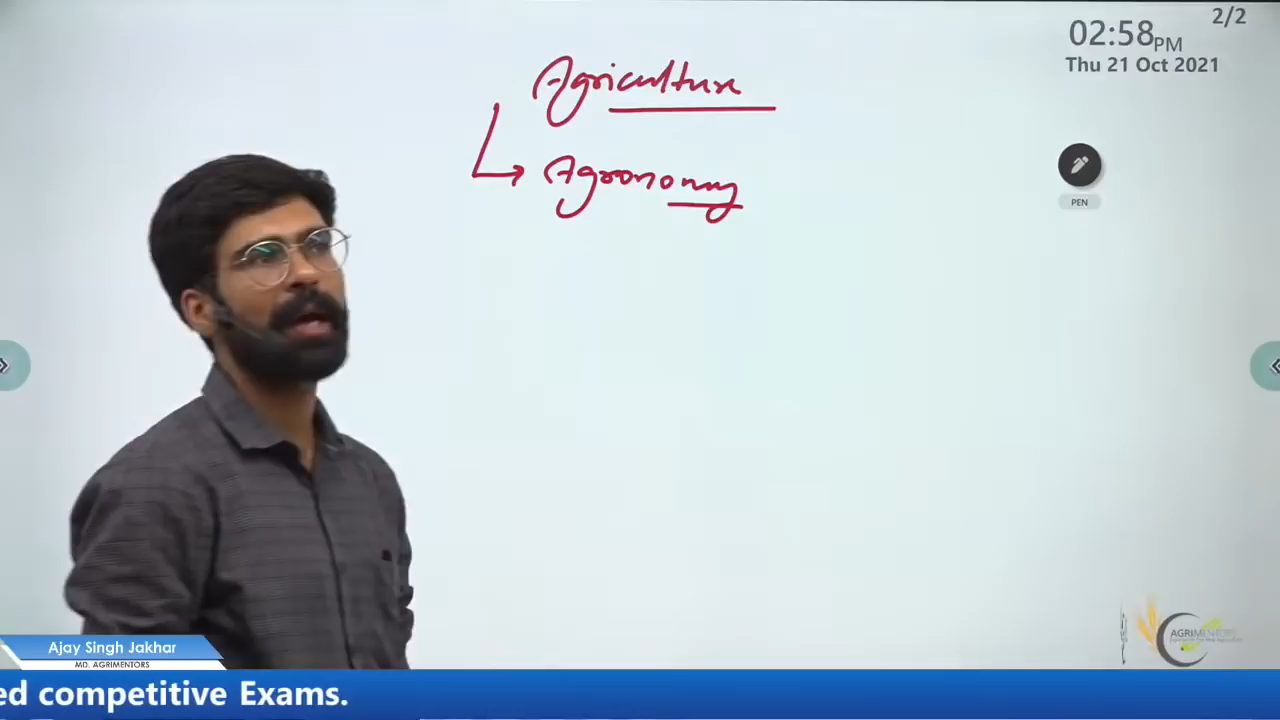 2/2
02:58PM
Thu 21 Oct 2021
Agriculture
Agronomy
PEN
AGRIMENTORS
Ajay Singh Jakhar
MD. AGRIMENTORS
ed competitive Exams.